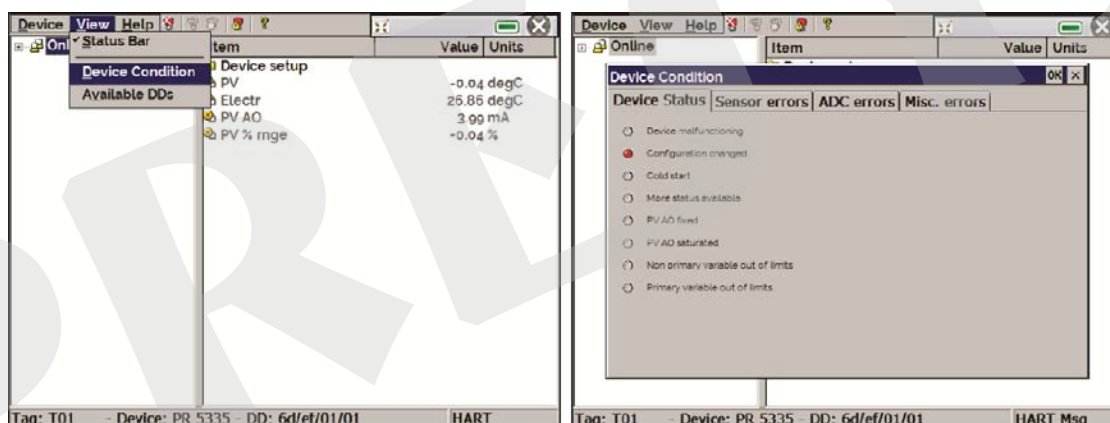 Device View Help
Status Bar
Device Condition
Available DDs
Onl
tem Value Units
Device setup
PV -0.04 degC
Electr 26.86 degC
PV AO 3.99 mA
PV % rnge -0.04 %
Tag: T01 - Device: PR 5335 - DD: 6d/ef/01/01 HART
Device View Help
Online
Item Value Units
Device Condition OK
Device Status Sensor errors ADC errors Misc. errors
Device malfunctioning
Configuration changed
Cold start
More status available
PV AO fixed
PV AO saturated
Non primary variable out of limits
Primary variable out of limits
Tag: T01 - Device: PR 5335 - DD: 6d/ef/01/01 HART Msg